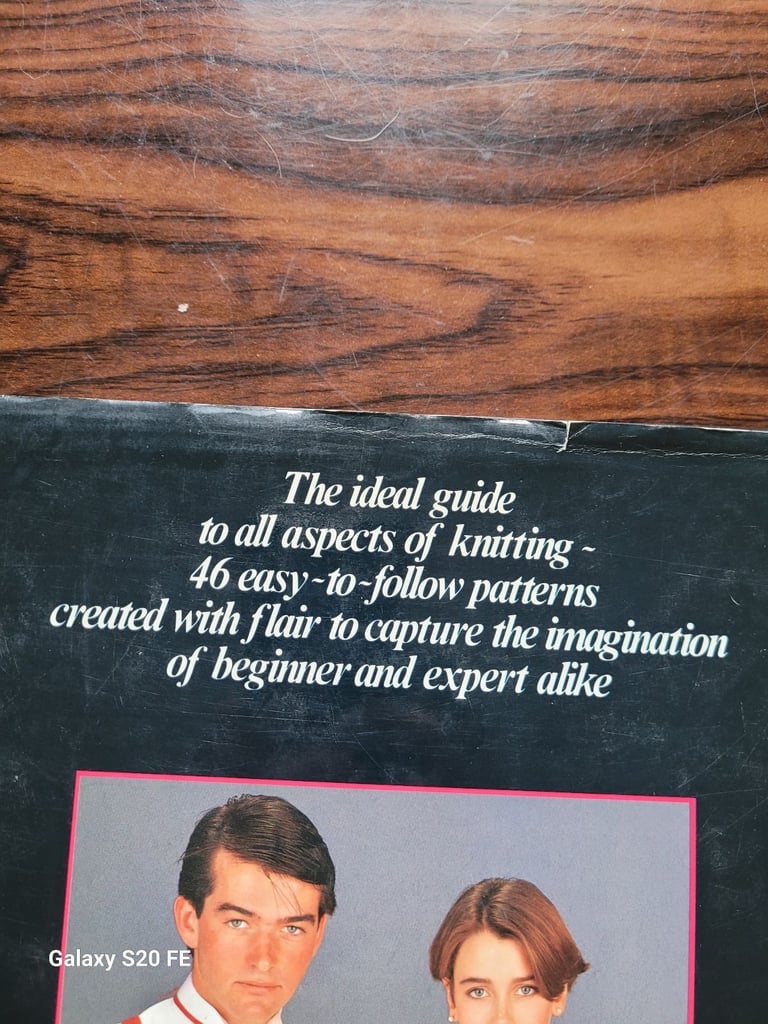 The ideal guide
to all aspects of knitting ~
46 easy~to~follow patterns
created with flair to capture the imagination
of beginner and expert alike
Galaxy S20 FE